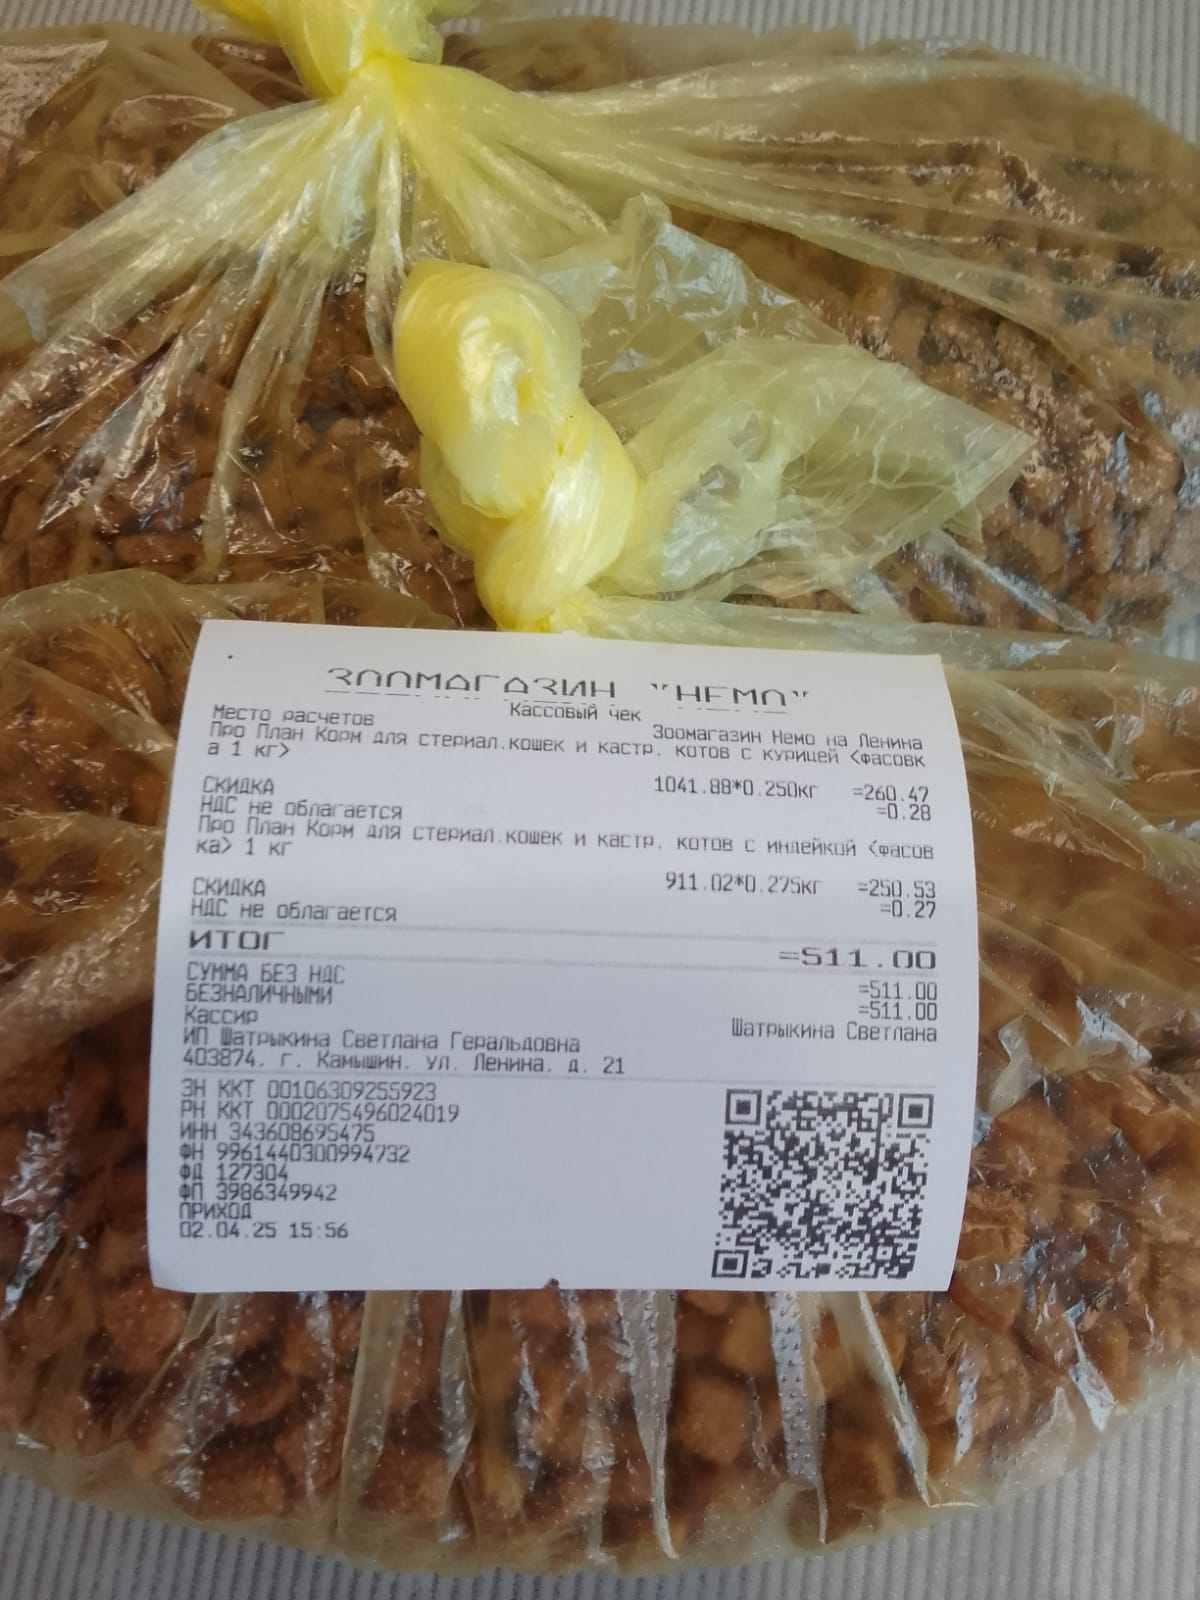 ЗООМАГАЗИН "НЕМО"
Кассовый чек
Место расчетов Зоомагазин Немо на Ленина
Про План Корм для стериал.кошек и кастр. котов с курицей <фасовк
а 1 кг>
1041.88*0.250кг =260.47
СКИДКА =0.28
НДС не облагается
Про План Корм для стериал.кошек и кастр. котов с индейкой <фасов
ка> 1 кг
911.02*0.275кг =250.53
СКИДКА =0.27
НДС не облагается
ИТОГ =511.00
СУММА БЕЗ НДС =511.00
БЕЗНАЛИЧНЫМИ =511.00
Кассир Шатрыкина Светлана
ИП Шатрыкина Светлана Геральдовна
403874. г. Камышин. ул. Ленина. д. 21
ЗН ККТ 00106309255923
РН ККТ 0002075496024019
ИНН 343608695475
ФН 9961440300994732
ФД 127304
ФП 3986349942
ПРИХОД
02.04.25 15:56